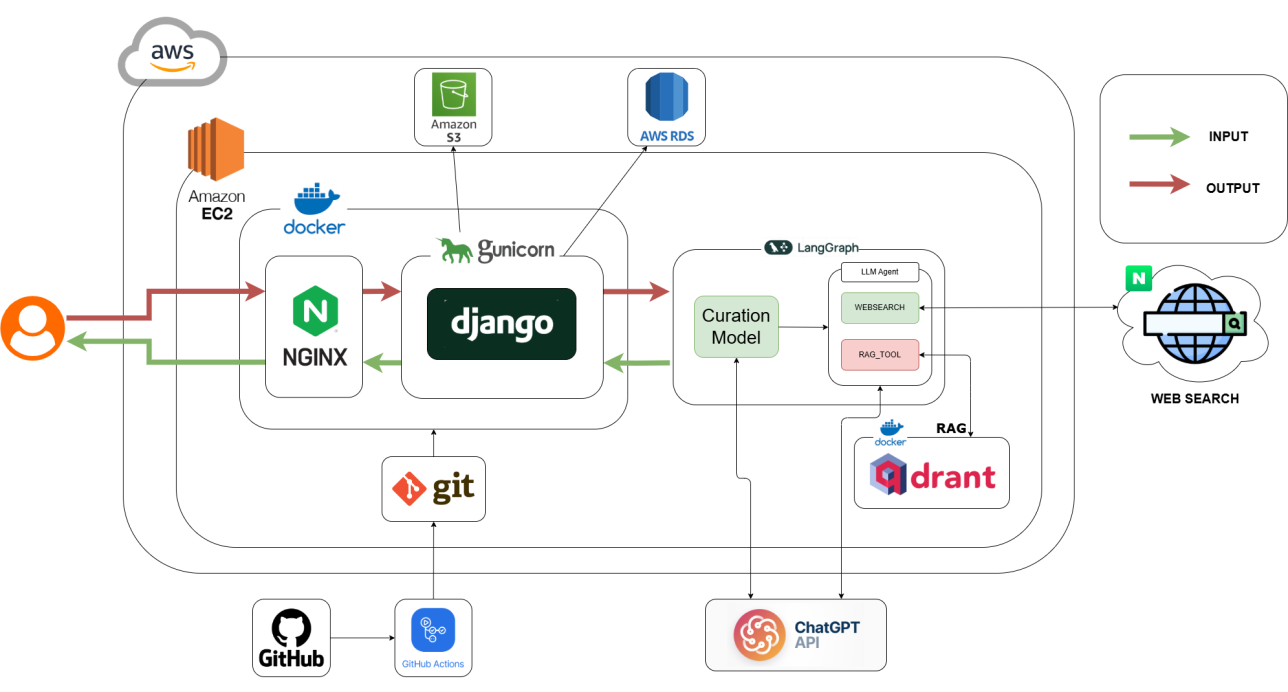 aws
Amazon
S3
AWS RDS
INPUT
OUTPUT
Amazon
EC2
docker
gunicorn
LangGraph
LLM Agent
N
WEBSEARCH
Curation
Model
N
NGINX
django
RAG_TOOL
WEB SEARCH
docker
RAG
qdrant
git
GitHub
GitHub Actions
ChatGPT
API